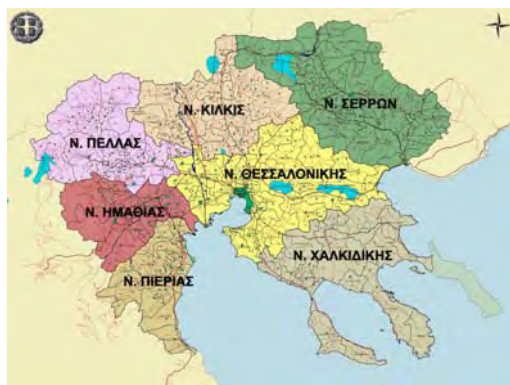 Ν. ΣΕΡΡΩΝ
Ν. ΚΙΛΚΙΣ
Ν. ΠΕΛΛΑΣ
Ν. ΘΕΣΣΑΛΟΝΙΚΗΣ
Ν. ΗΜΑΘΙΑΣ
Ν. ΧΑΛΚΙΔΙΚΗΣ
Ν. ΠΙΕΡΙΑΣ